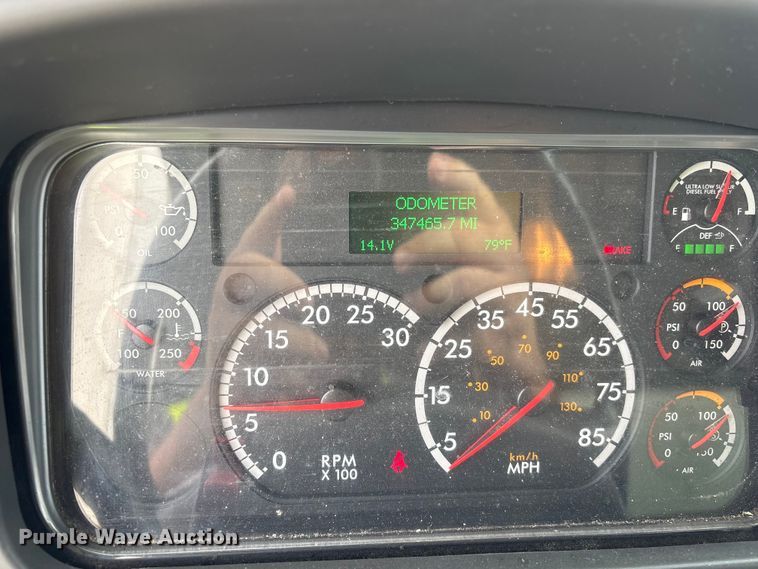 ODOMETER
347465.7 MI
14.1V 79°F
50
0 100
OIL
150 200
°F
100 250
WATER
0 5 10 15 20 25 30
RPM
X 100
5 15 25 35 45 55 65 75 85
10 30 50 70 90 110 130
km/h
MPH
ULTRA LOW SULFUR
DIESEL FUEL ONLY
E F
DEF
E F
50 100
PSI
0 150
AIR
50 100
PSI
0 150
AIR
Purple Wave Auction